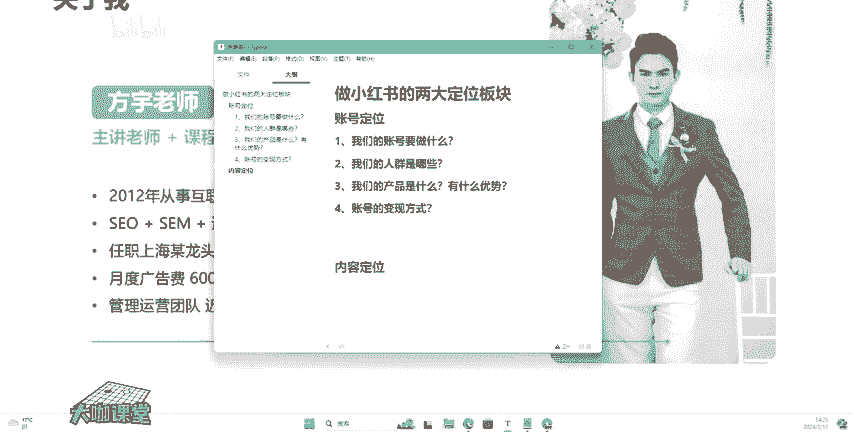 关于我
bilibili
方宇老师
主讲老师 + 课程
• 2012年从事互联
• SEO + SEM +
• 任职上海某龙头
• 月度广告费 600
• 管理运营团队 近
大咖课堂
Typora
文件(F) 编辑(E) 段落(P) 格式(O) 视图(V) 主题(T) 帮助(H)
文件 大纲
做小红书的两大定位板块
账号定位
1、我们的账号要做什么?
2、我们的人群是哪些?
3、我们的产品是什么?有
什么优势?
4、账号的变现方式?
内容定位
做小红书的两大定位板块
账号定位
1、我们的账号要做什么?
2、我们的人群是哪些?
3、我们的产品是什么?有什么优势?
4、账号的变现方式?
内容定位
17°C
搜索
14:23